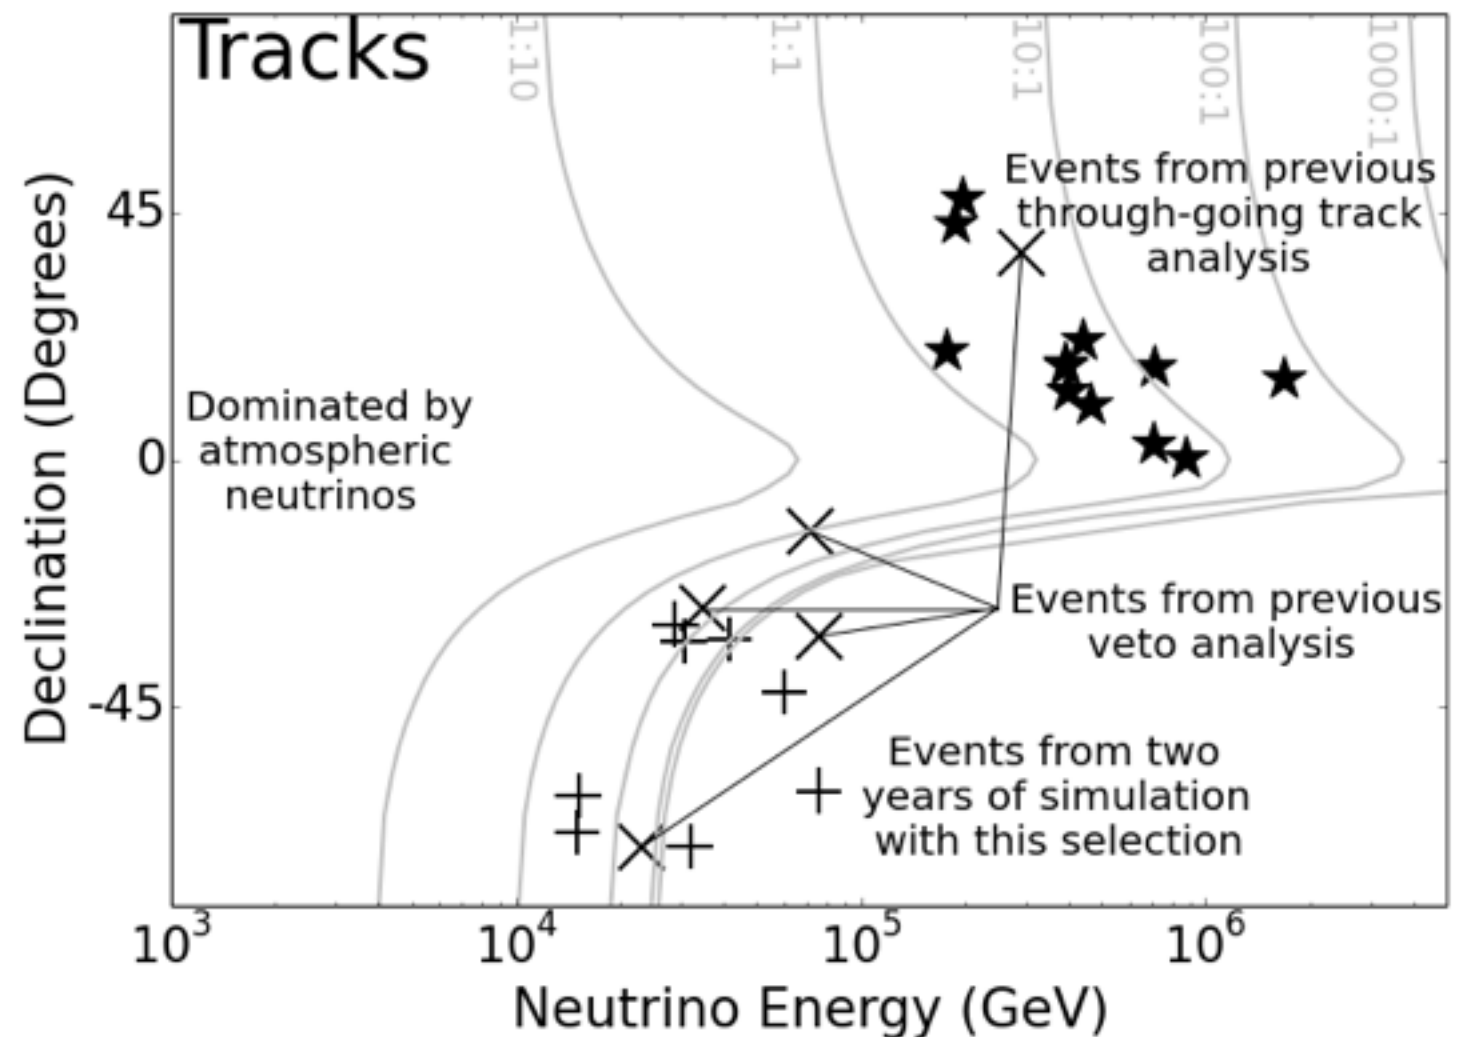 Tracks
1:10
1:1
10:1
100:1
1000:1
Events from previous
through-going track
analysis
Dominated by
atmospheric
neutrinos
Events from previous
veto analysis
Events from two
years of simulation
with this selection
Declination (Degrees)
45
0
-45
10³
10⁴
10⁵
10⁶
Neutrino Energy (GeV)